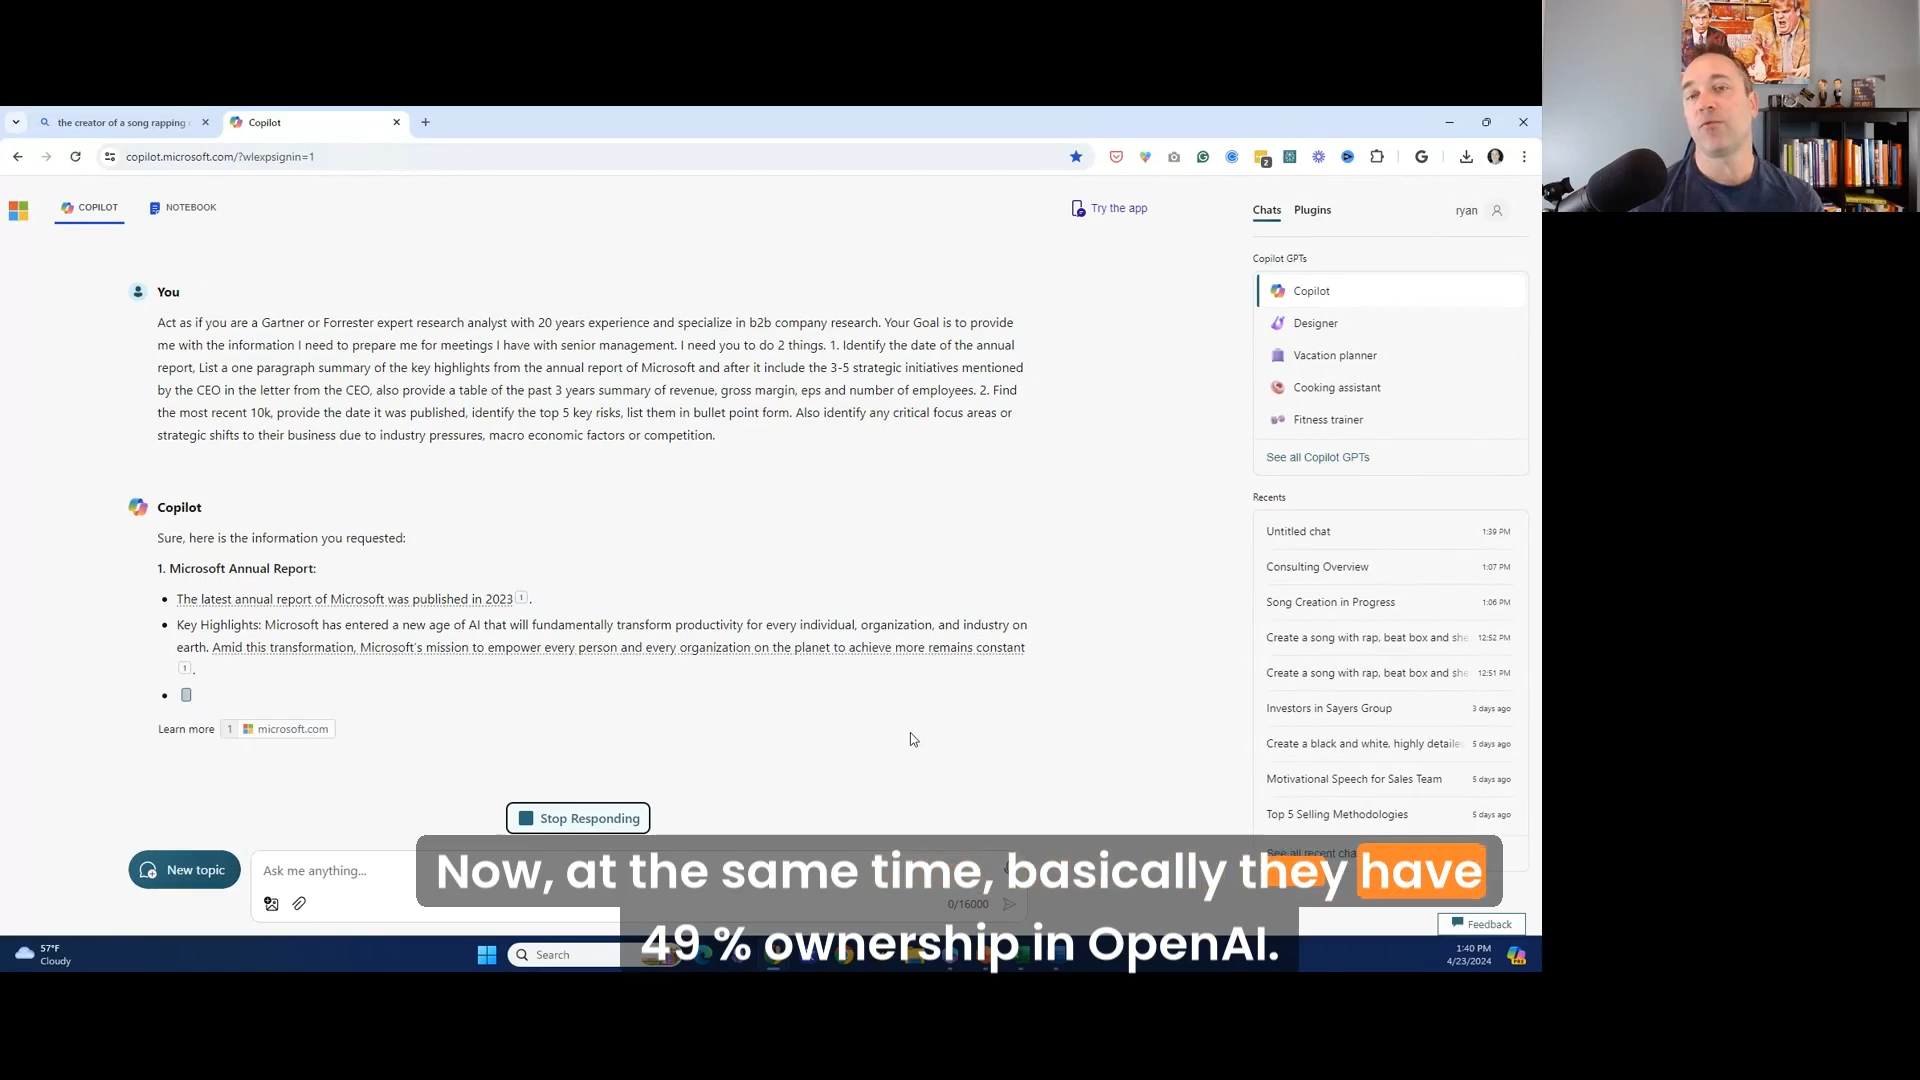 the creator of a song rapping
Copilot
copilot.microsoft.com/?wlexpsignin=1
2
COPILOT
NOTEBOOK
Try the app
Chats
Plugins
ryan
You
Act as if you are a Gartner or Forrester expert research analyst with 20 years experience and specialize in b2b company research. Your Goal is to provide
me with the information I need to prepare me for meetings I have with senior management. I need you to do 2 things. 1. Identify the date of the annual
report, List a one paragraph summary of the key highlights from the annual report of Microsoft and after it include the 3-5 strategic initiatives mentioned
by the CEO in the letter from the CEO, also provide a table of the past 3 years summary of revenue, gross margin, eps and number of employees. 2. Find
the most recent 10k, provide the date it was published, identify the top 5 key risks, list them in bullet point form. Also identify any critical focus areas or
strategic shifts to their business due to industry pressures, macro economic factors or competition.
Copilot
Sure, here is the information you requested:
1. Microsoft Annual Report:
The latest annual report of Microsoft was published in 2023 1 .
Key Highlights: Microsoft has entered a new age of AI that will fundamentally transform productivity for every individual, organization, and industry on
earth. Amid this transformation, Microsoft's mission to empower every person and every organization on the planet to achieve more remains constant
1 .
Learn more 1 microsoft.com
Stop Responding
New topic
Ask me anything...
0/16000
Copilot GPTs
Copilot
Designer
Vacation planner
Cooking assistant
Fitness trainer
See all Copilot GPTs
Recents
Untitled chat 1:39 PM
Consulting Overview 1:07 PM
Song Creation in Progress 1:06 PM
Create a song with rap, beat box and she 12:52 PM
Create a song with rap, beat box and she 12:51 PM
Investors in Sayers Group 3 days ago
Create a black and white, highly detailed 5 days ago
Motivational Speech for Sales Team 5 days ago
Top 5 Selling Methodologies 5 days ago
See all recent cha
Feedback
Now, at the same time, basically they have
49 % ownership in OpenAI.
57°F
Cloudy
Search
1:40 PM
4/23/2024